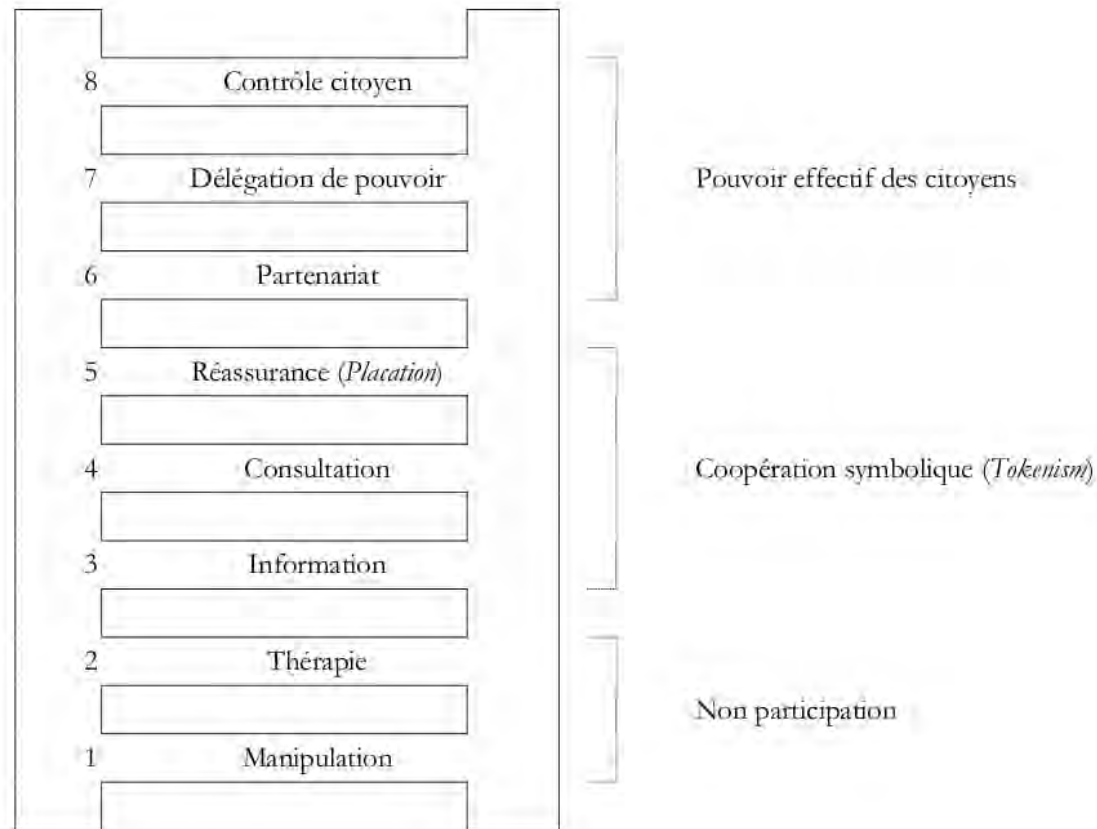 8 Contrôle citoyen
7 Délégation de pouvoir
Pouvoir effectif des citoyens
6 Partenariat
5 Réassurance (Placation)
4 Consultation
Coopération symbolique (Tokenism)
3 Information
2 Thérapie
Non participation
1 Manipulation